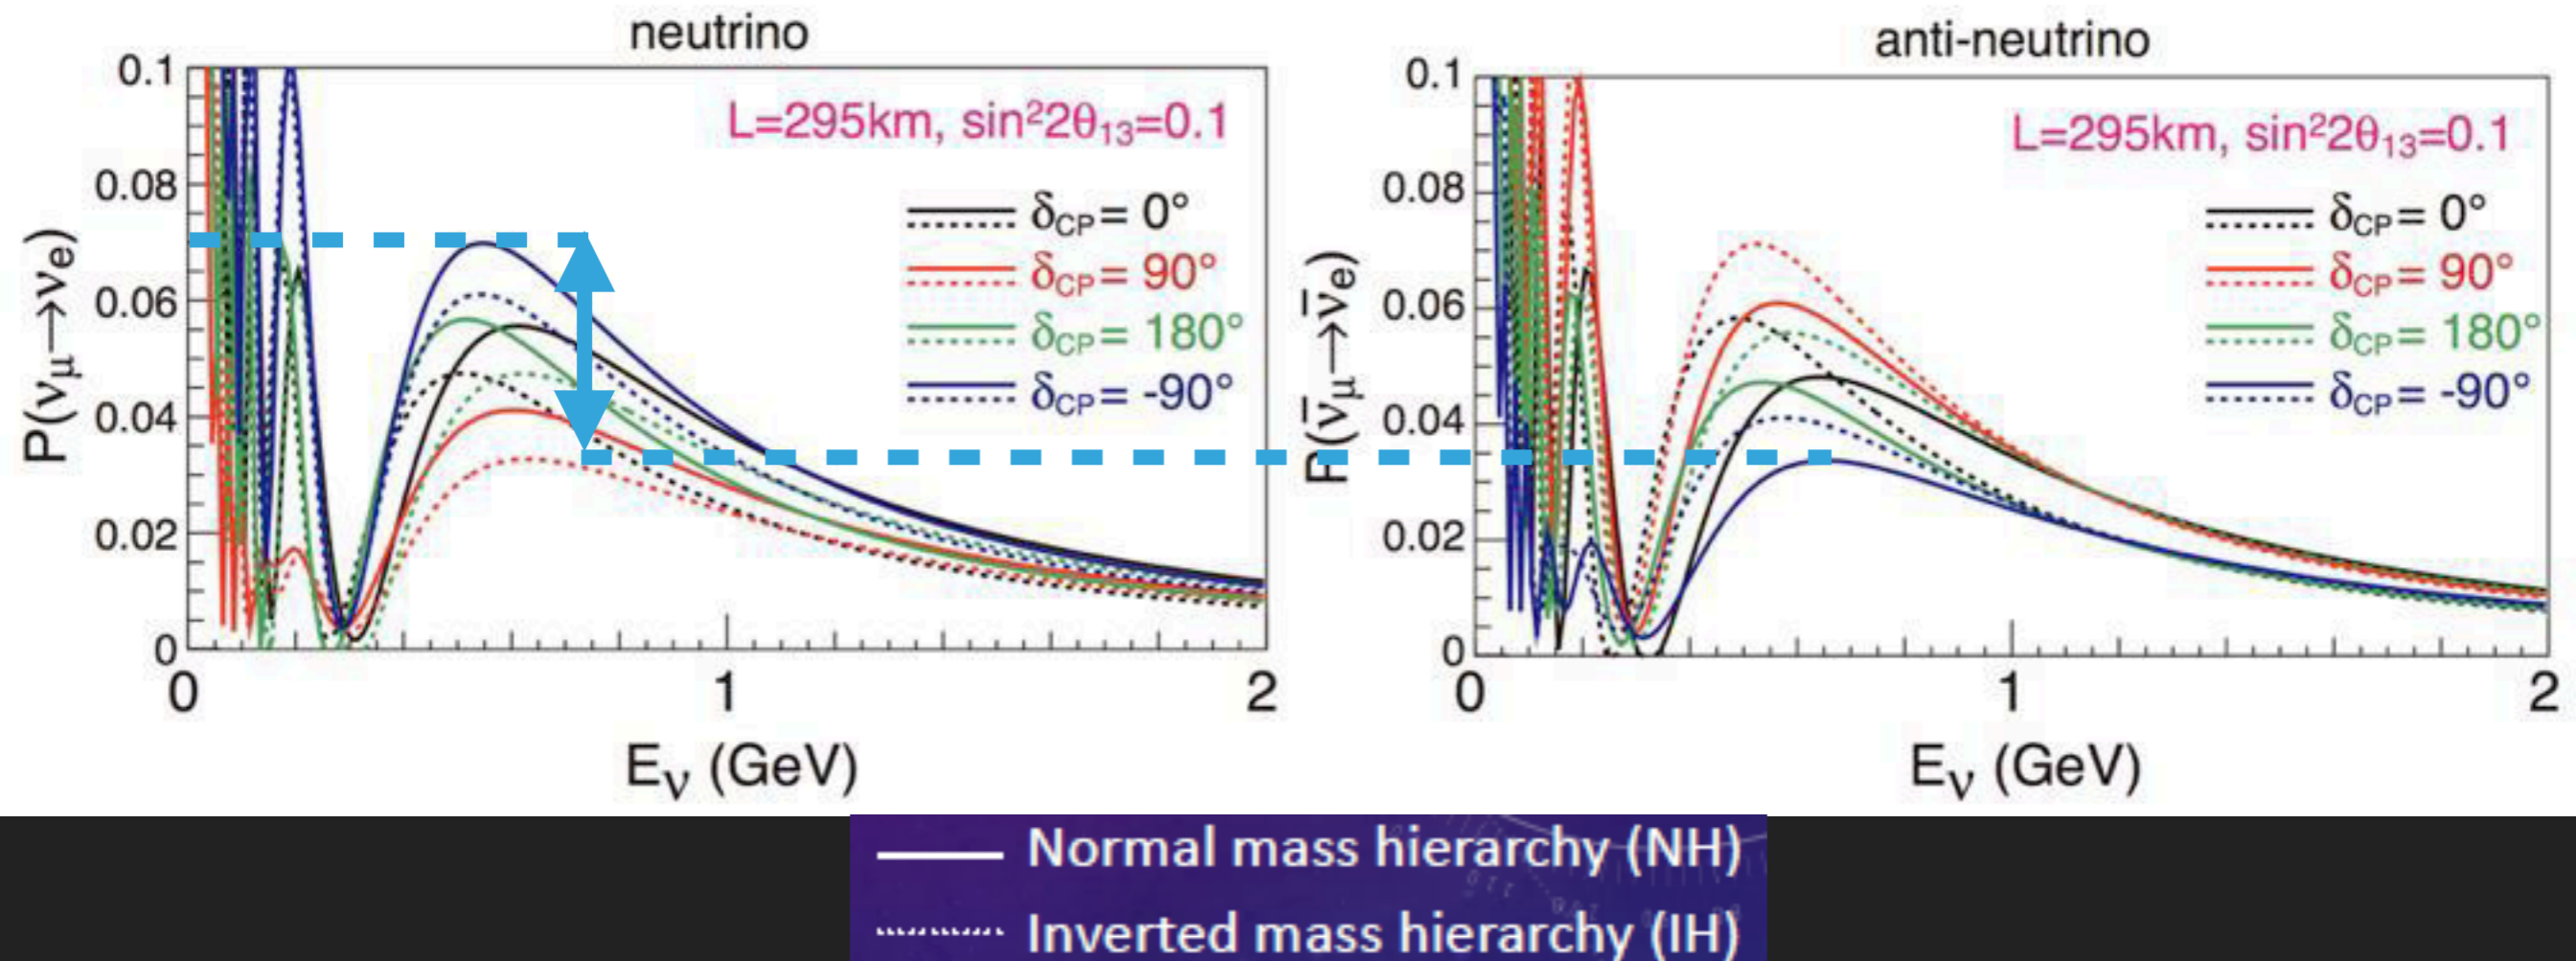 neutrino
0.1
0.08
0.06
0.04
0.02
0
0
1
2
P(νμ→νe)
Eν (GeV)
L=295km, sin²2θ₁₃=0.1
δCP= 0°
δCP= 90°
δCP= 180°
δCP= -90°
anti-neutrino
0.1
0.08
0.06
0.04
0.02
0
0
1
2
P(ν̄μ→ν̄e)
Eν (GeV)
L=295km, sin²2θ₁₃=0.1
δCP= 0°
δCP= 90°
δCP= 180°
δCP= -90°
Normal mass hierarchy (NH)
Inverted mass hierarchy (IH)